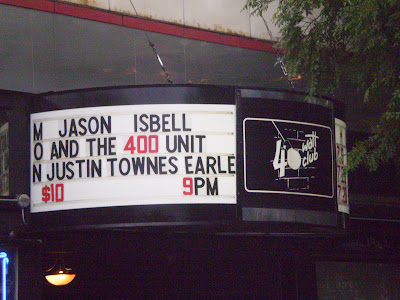 M JASON ISBELL
O AND THE 400 UNIT
N JUSTIN TOWNES EARLE
$10 9PM
40 watt club